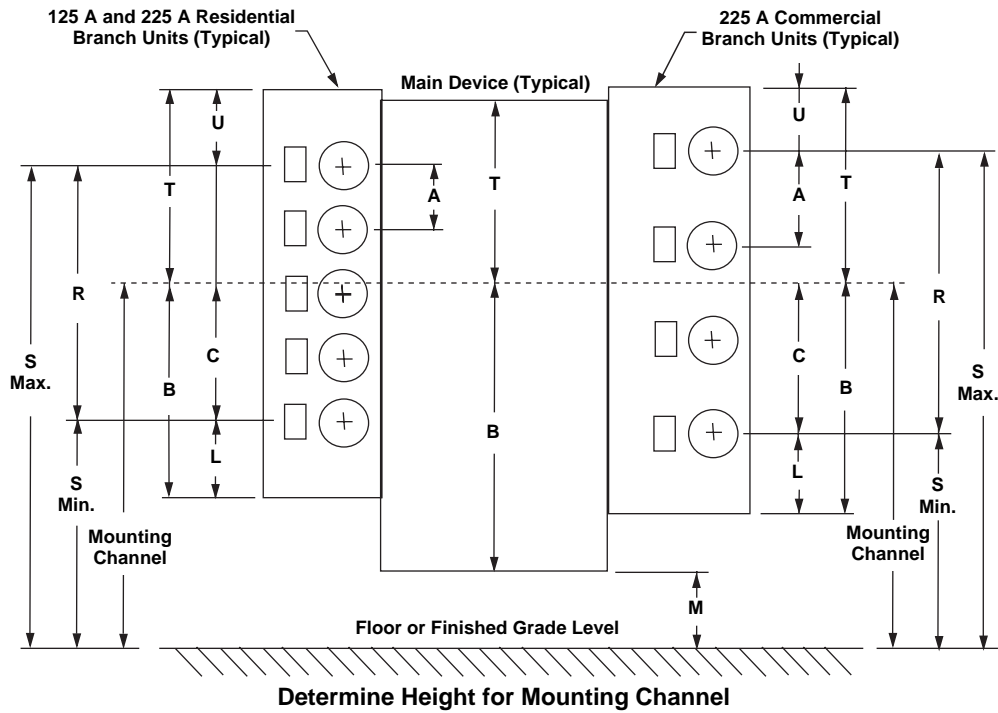 125 A and 225 A Residential
Branch Units (Typical)
225 A Commercial
Branch Units (Typical)
Main Device (Typical)
U
T
A
R
C
B
L
S
Max.
S
Min.
Mounting
Channel
T
B
U
A
T
R
C
B
L
S
Max.
S
Min.
Mounting
Channel
M
Floor or Finished Grade Level
Determine Height for Mounting Channel